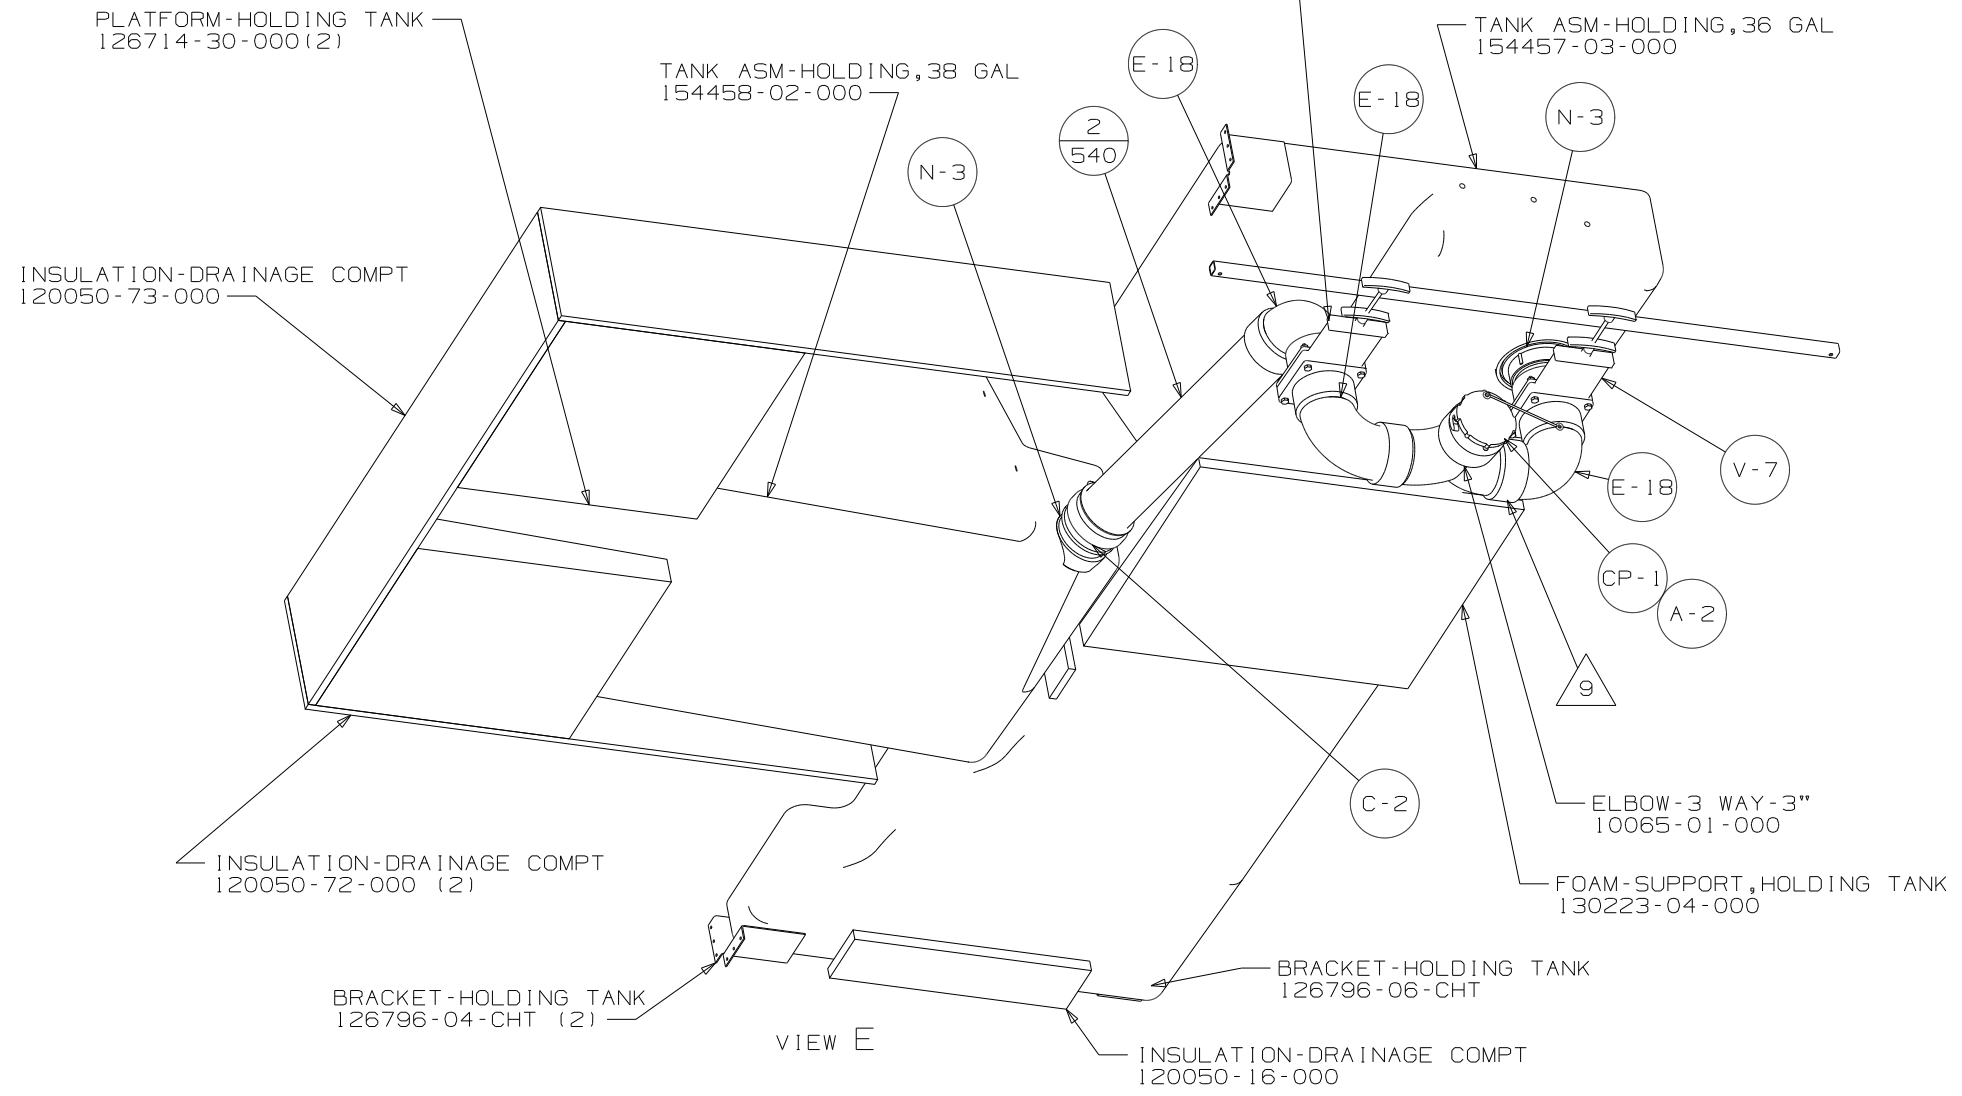 PLATFORM-HOLDING TANK
126714-30-000(2)
TANK ASM-HOLDING,38 GAL
154458-02-000
TANK ASM-HOLDING,36 GAL
154457-03-000
E-18
E-18
N-3
2
540
N-3
INSULATION-DRAINAGE COMPT
120050-73-000
V-7
E-18
CP-1
A-2
9
C-2
ELBOW-3 WAY-3"
10065-01-000
INSULATION-DRAINAGE COMPT
120050-72-000 (2)
FOAM-SUPPORT,HOLDING TANK
130223-04-000
BRACKET-HOLDING TANK
126796-06-CHT
BRACKET-HOLDING TANK
126796-04-CHT (2)
VIEW E
INSULATION-DRAINAGE COMPT
120050-16-000